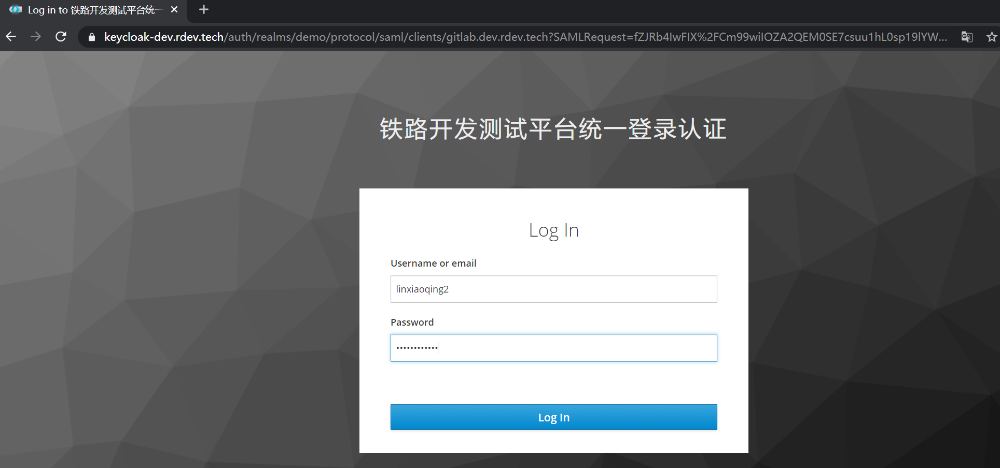 Log in to 铁路开发测试平台统一
keycloak-dev.rdev.tech/auth/realms/demo/protocol/saml/clients/gitlab.dev.rdev.tech?SAMLRequest=fZJRb4IwFIX%2FCm99wilOZA2QEM0SE7csuu1hL0sp19lYW...
铁路开发测试平台统一登录认证
Log In
Username or email
linxiaoqing2
Password
Log In